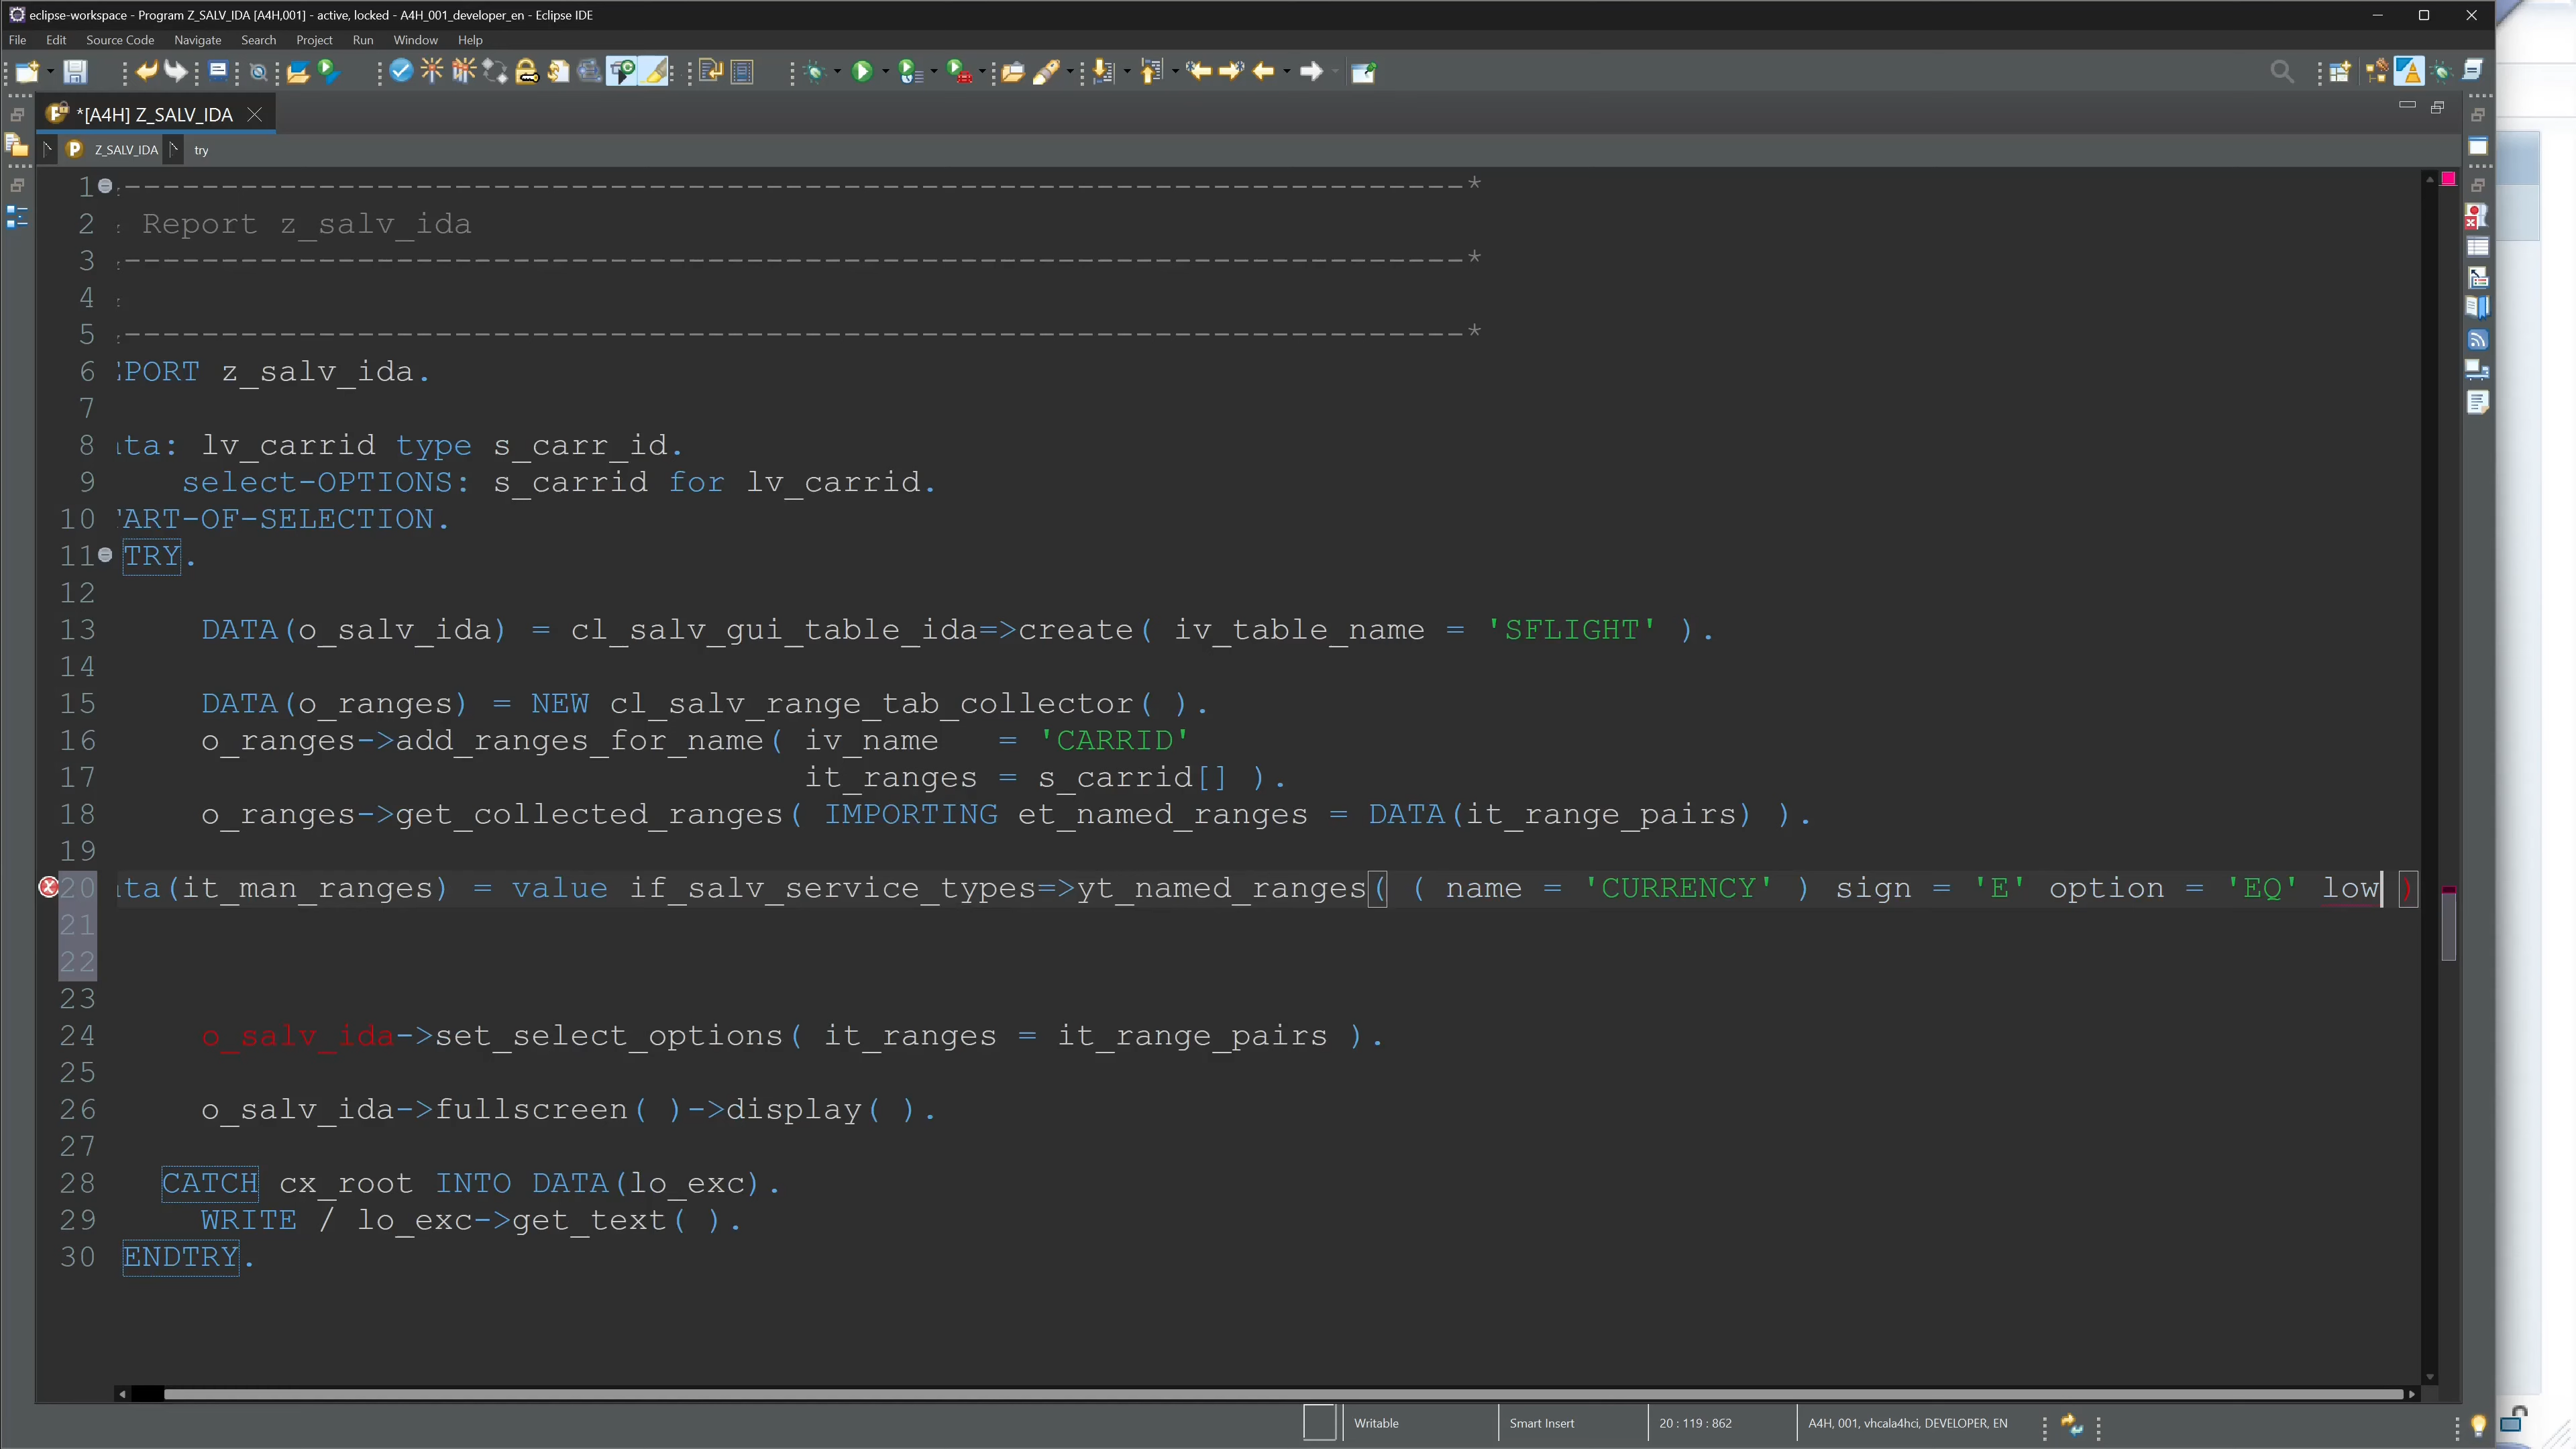 eclipse-workspace - Program Z_SALV_IDA [A4H,001] - active, locked - A4H_001_developer_en - Eclipse IDE
File Edit Source Code Navigate Search Project Run Window Help
*[A4H] Z_SALV_IDA
Z_SALV_IDA try
1 -----------------------------------------------------------------------*
2 Report z_salv_ida
3 -----------------------------------------------------------------------*
4
5 -----------------------------------------------------------------------*
6 EPORT z_salv_ida.
7
8 ata: lv_carrid type s_carr_id.
9 select-OPTIONS: s_carrid for lv_carrid.
10 TART-OF-SELECTION.
11 TRY.
12
13 DATA(o_salv_ida) = cl_salv_gui_table_ida=>create( iv_table_name = 'SFLIGHT' ).
14
15 DATA(o_ranges) = NEW cl_salv_range_tab_collector( ).
16 o_ranges->add_ranges_for_name( iv_name = 'CARRID'
17 it_ranges = s_carrid[] ).
18 o_ranges->get_collected_ranges( IMPORTING et_named_ranges = DATA(it_range_pairs) ).
19
20 ata(it_man_ranges) = value if_salv_service_types=>yt_named_ranges( ( name = 'CURRENCY' ) sign = 'E' option = 'EQ' low )
21
22
23
24 o_salv_ida->set_select_options( it_ranges = it_range_pairs ).
25
26 o_salv_ida->fullscreen( )->display( ).
27
28 CATCH cx_root INTO DATA(lo_exc).
29 WRITE / lo_exc->get_text( ).
30 ENDTRY.
Writable Smart Insert 20 : 119 : 862 A4H, 001, vhcala4hci, DEVELOPER, EN